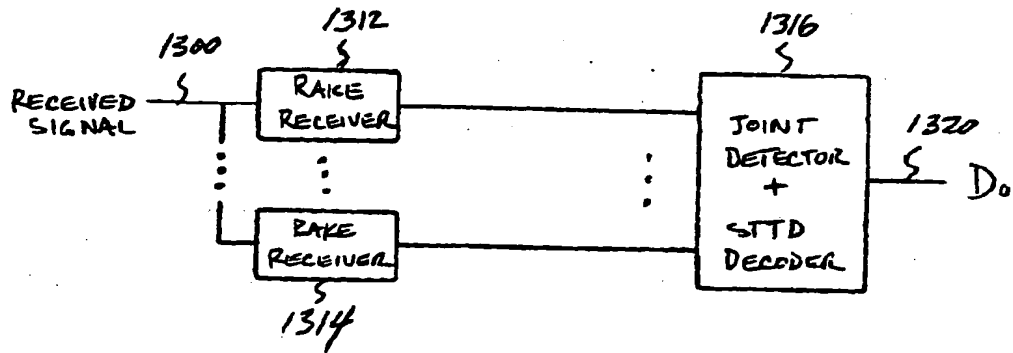 1312
1316
1300
RECEIVED
SIGNAL
RAKE
RECEIVER
JOINT
DETECTOR
+
STTD
DECODER
1320
D₀
RAKE
RECEIVER
1314